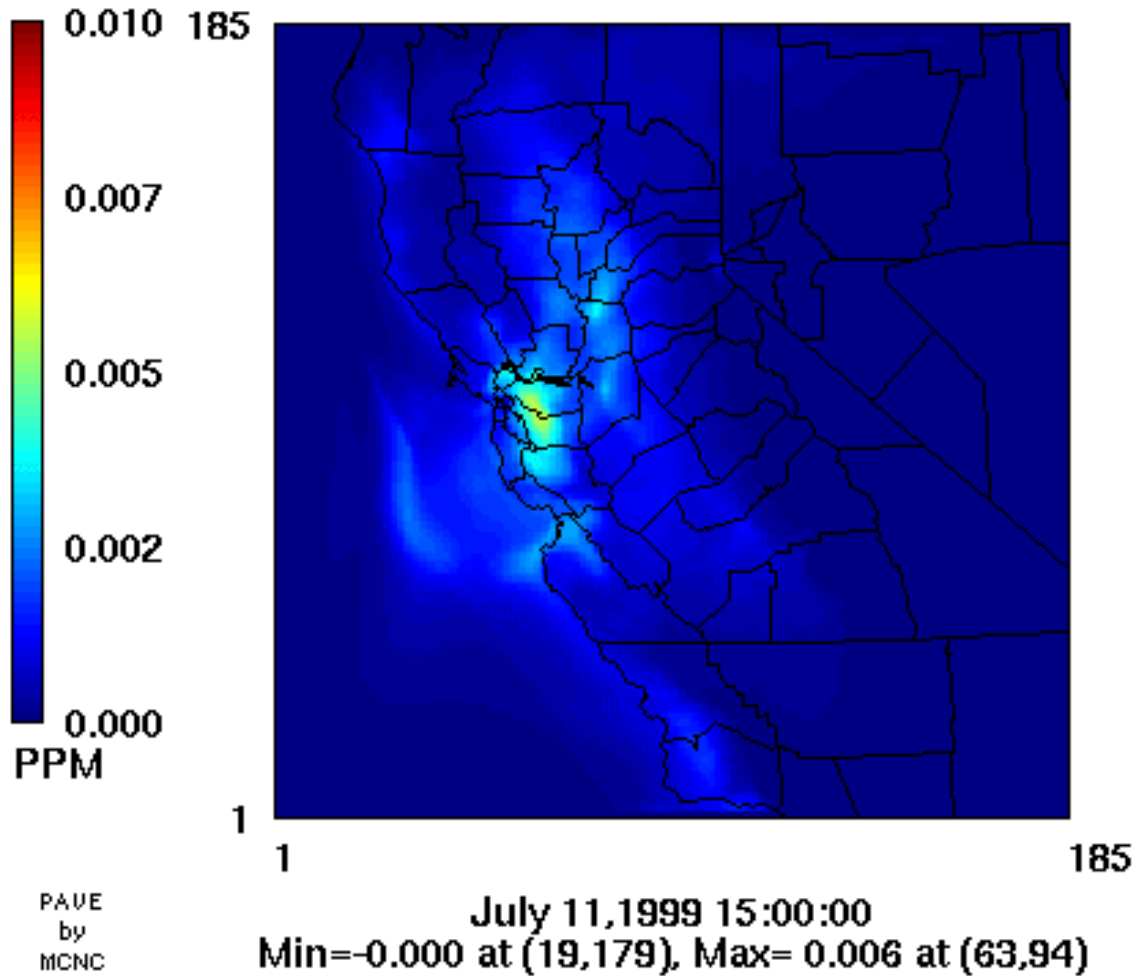 0.010
0.007
0.005
0.002
0.000
PPM
185
1
1
185
PAVE
by
MCNC
July 11,1999 15:00:00
Min=-0.000 at (19,179), Max= 0.006 at (63,94)